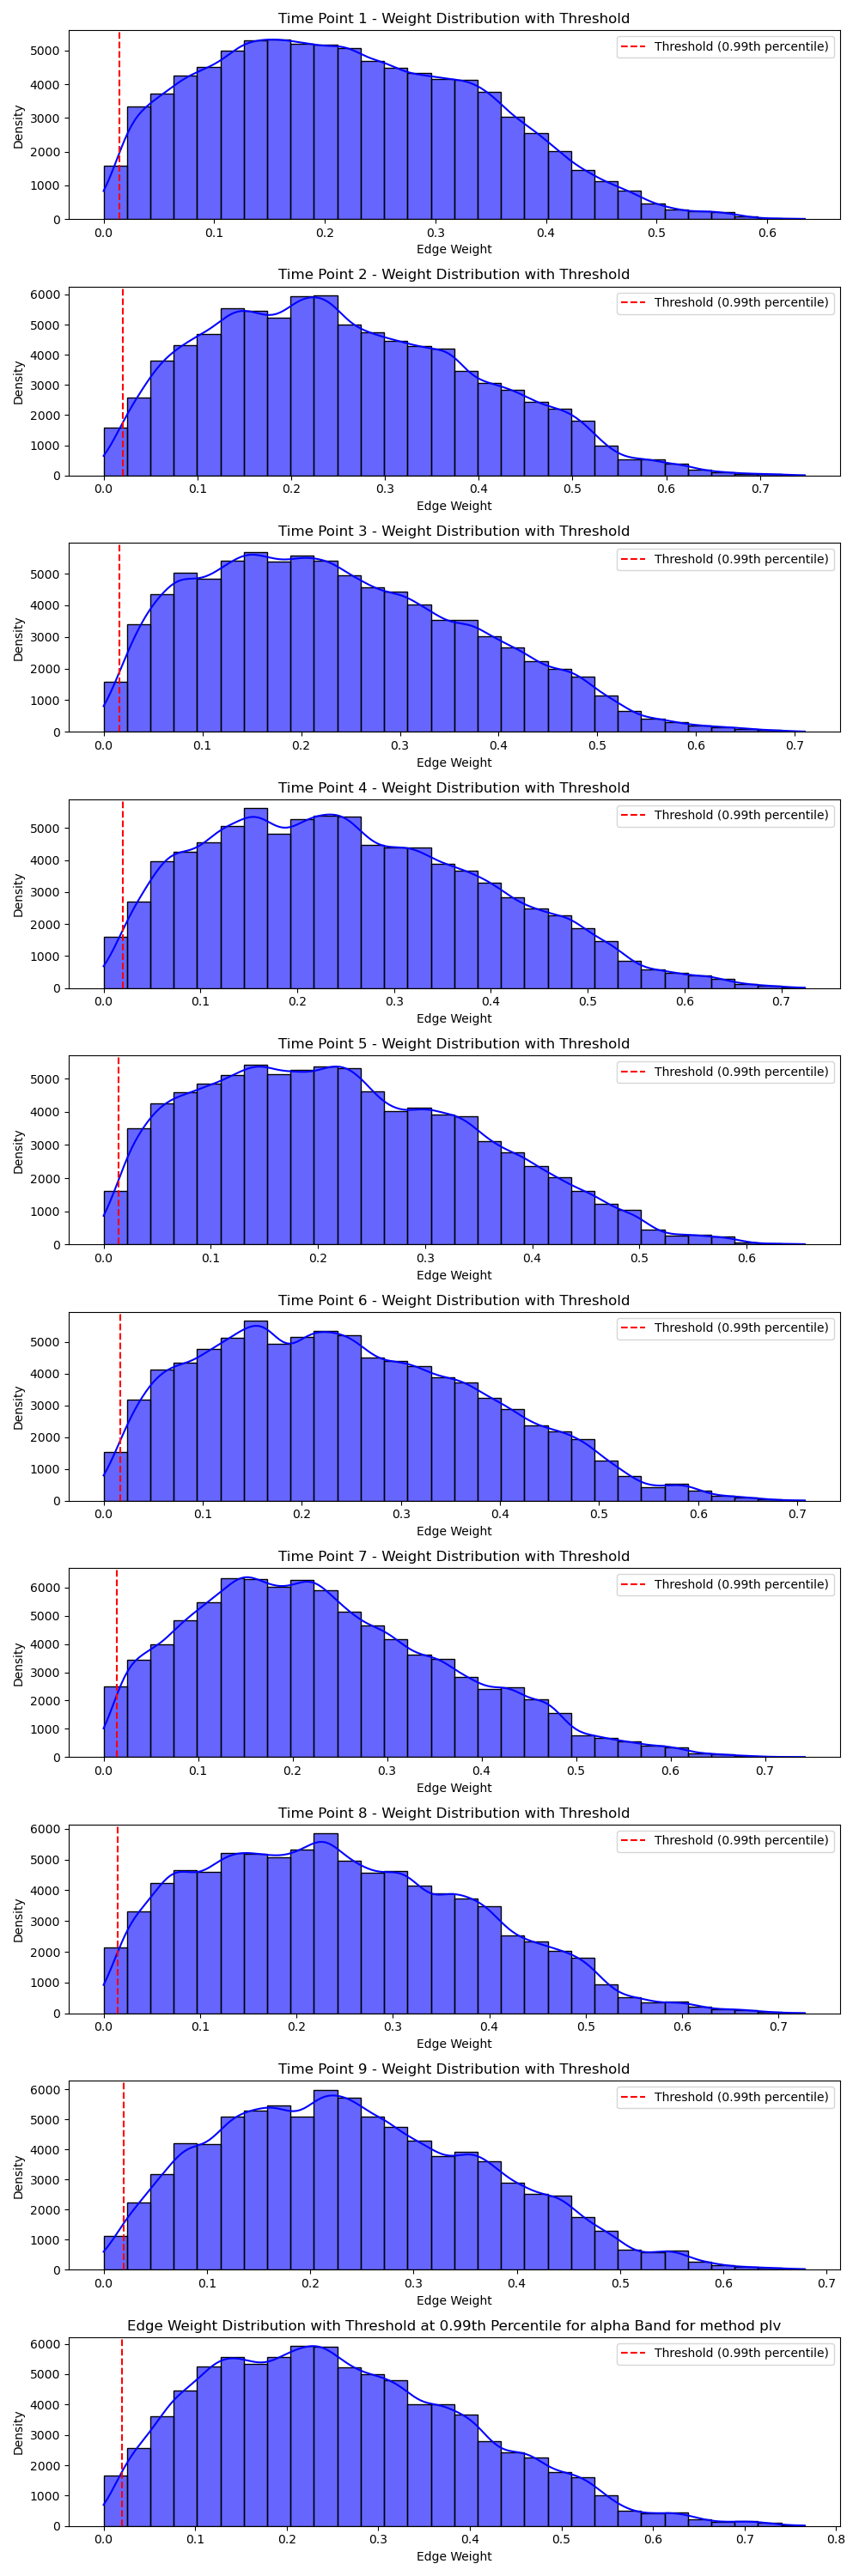 Time Point 1 - Weight Distribution with Threshold
Threshold (0.99th percentile)
Density
5000
4000
3000
2000
1000
0
0.0 0.1 0.2 0.3 0.4 0.5 0.6
Edge Weight
Time Point 2 - Weight Distribution with Threshold
Threshold (0.99th percentile)
Density
6000
5000
4000
3000
2000
1000
0
0.0 0.1 0.2 0.3 0.4 0.5 0.6 0.7
Edge Weight
Time Point 3 - Weight Distribution with Threshold
Threshold (0.99th percentile)
Density
5000
4000
3000
2000
1000
0
0.0 0.1 0.2 0.3 0.4 0.5 0.6 0.7
Edge Weight
Time Point 4 - Weight Distribution with Threshold
Threshold (0.99th percentile)
Density
5000
4000
3000
2000
1000
0
0.0 0.1 0.2 0.3 0.4 0.5 0.6 0.7
Edge Weight
Time Point 5 - Weight Distribution with Threshold
Threshold (0.99th percentile)
Density
5000
4000
3000
2000
1000
0
0.0 0.1 0.2 0.3 0.4 0.5 0.6
Edge Weight
Time Point 6 - Weight Distribution with Threshold
Threshold (0.99th percentile)
Density
5000
4000
3000
2000
1000
0
0.0 0.1 0.2 0.3 0.4 0.5 0.6 0.7
Edge Weight
Time Point 7 - Weight Distribution with Threshold
Threshold (0.99th percentile)
Density
6000
5000
4000
3000
2000
1000
0
0.0 0.1 0.2 0.3 0.4 0.5 0.6 0.7
Edge Weight
Time Point 8 - Weight Distribution with Threshold
Threshold (0.99th percentile)
Density
6000
5000
4000
3000
2000
1000
0
0.0 0.1 0.2 0.3 0.4 0.5 0.6 0.7
Edge Weight
Time Point 9 - Weight Distribution with Threshold
Threshold (0.99th percentile)
Density
6000
5000
4000
3000
2000
1000
0
0.0 0.1 0.2 0.3 0.4 0.5 0.6 0.7
Edge Weight
Edge Weight Distribution with Threshold at 0.99th Percentile for alpha Band for method plv
Threshold (0.99th percentile)
Density
6000
5000
4000
3000
2000
1000
0
0.0 0.1 0.2 0.3 0.4 0.5 0.6 0.7 0.8
Edge Weight